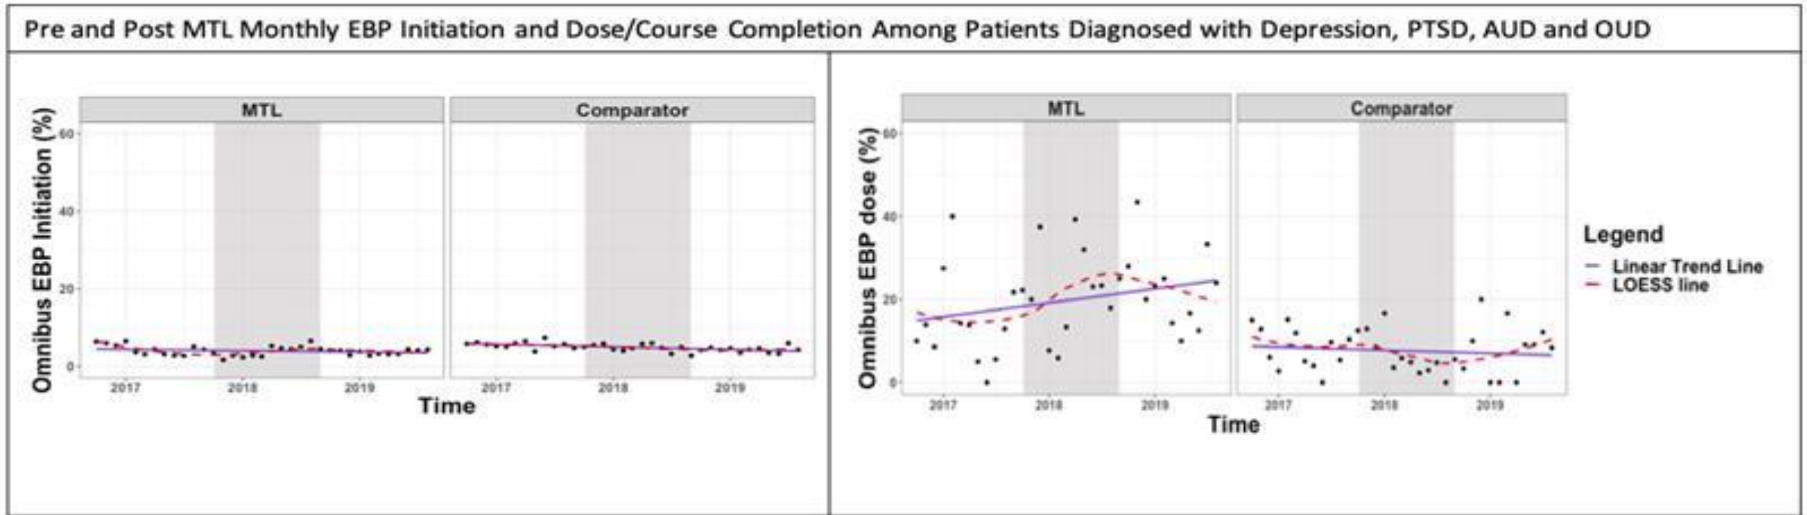 Pre and Post MTL Monthly EBP Initiation and Dose/Course Completion Among Patients Diagnosed with Depression, PTSD, AUD and OUD
MTL
Comparator
Omnibus EBP Initiation (%)
60
40
20
0
2017
2018
2019
2017
2018
2019
Time
MTL
Comparator
Omnibus EBP dose (%)
60
40
20
0
2017
2018
2019
2017
2018
2019
Time
Legend
Linear Trend Line
LOESS line